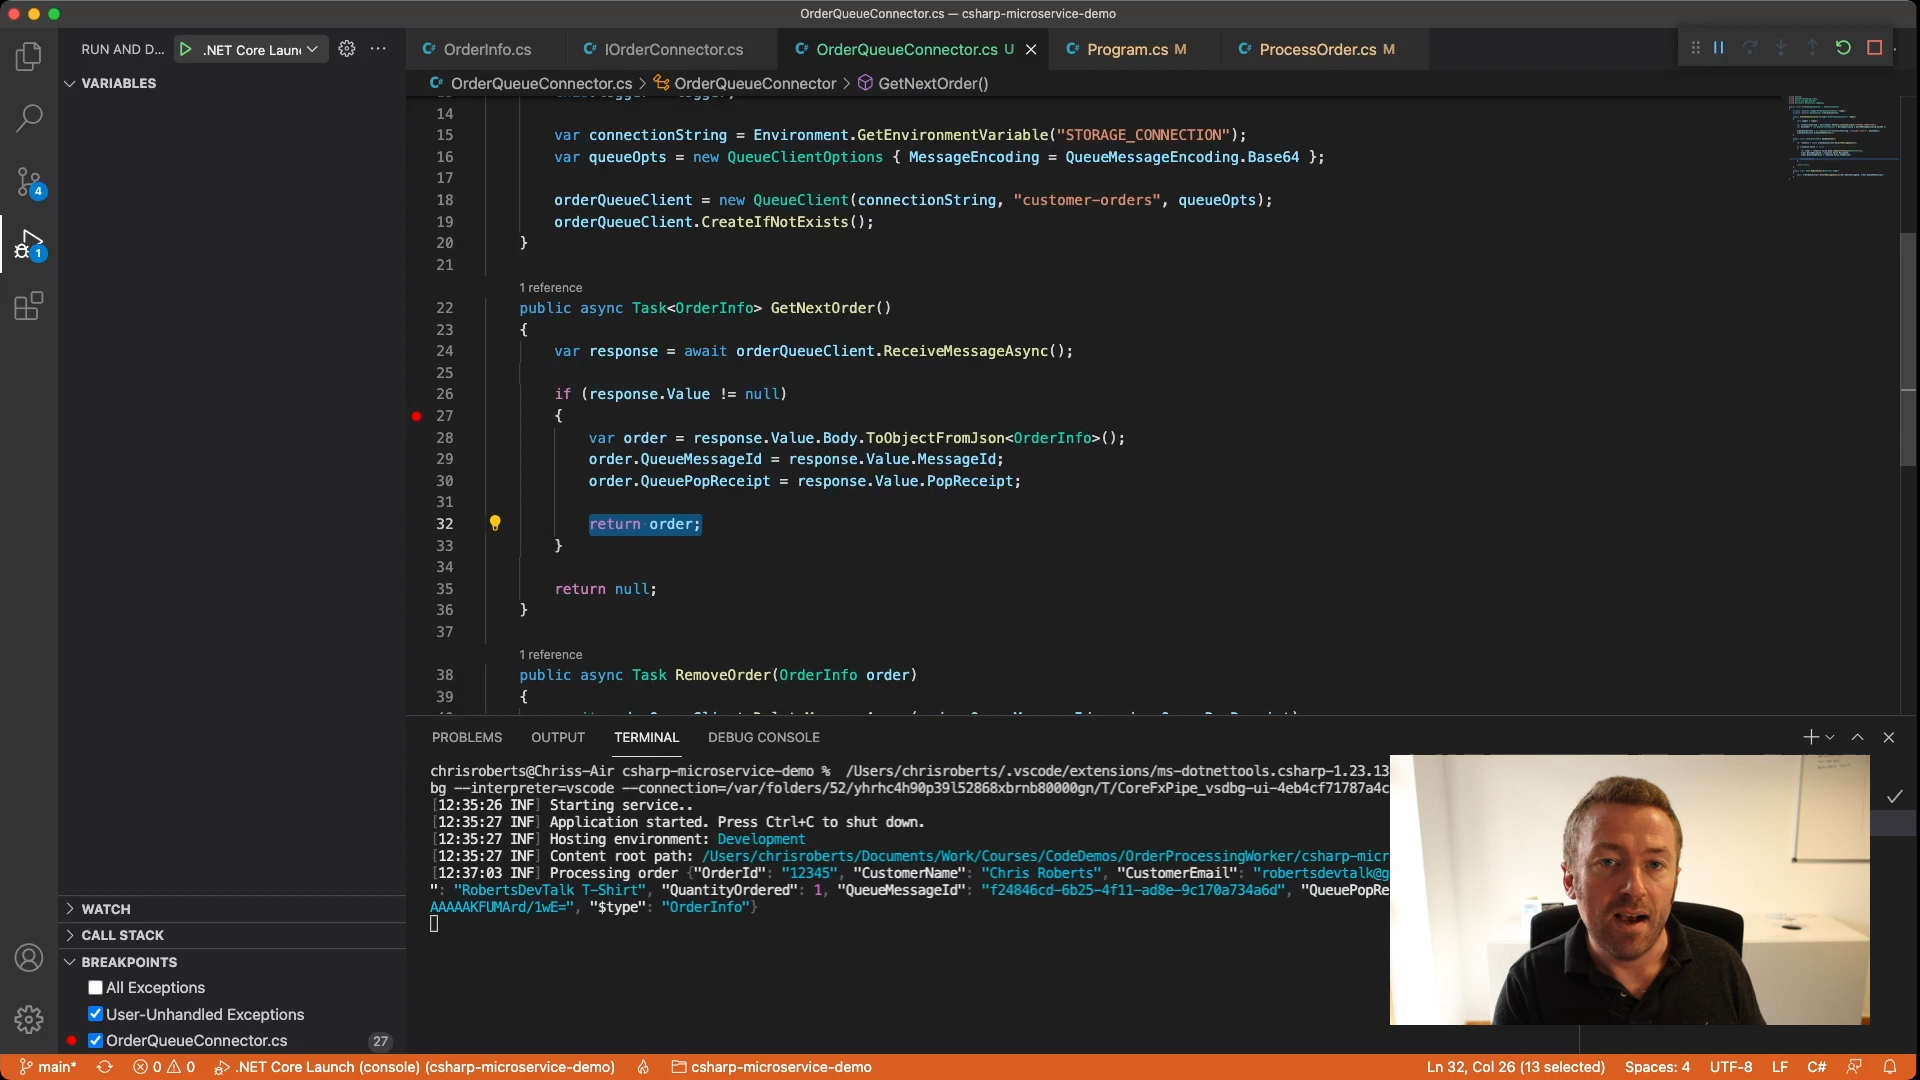 OrderQueueConnector.cs — csharp-microservice-demo
RUN AND D... .NET Core Laun
OrderInfo.cs IOrderConnector.cs OrderQueueConnector.cs U Program.cs M ProcessOrder.cs M
VARIABLES
OrderQueueConnector.cs > OrderQueueConnector > GetNextOrder()
14
15 var connectionString = Environment.GetEnvironmentVariable("STORAGE_CONNECTION");
16 var queueOpts = new QueueClientOptions { MessageEncoding = QueueMessageEncoding.Base64 };
17
18 orderQueueClient = new QueueClient(connectionString, "customer-orders", queueOpts);
19 orderQueueClient.CreateIfNotExists();
20 }
21
1 reference
22 public async Task<OrderInfo> GetNextOrder()
23 {
24 var response = await orderQueueClient.ReceiveMessageAsync();
25
26 if (response.Value != null)
27 {
28 var order = response.Value.Body.ToObjectFromJson<OrderInfo>();
29 order.QueueMessageId = response.Value.MessageId;
30 order.QueuePopReceipt = response.Value.PopReceipt;
31
32 return order;
33 }
34
35 return null;
36 }
37
1 reference
38 public async Task RemoveOrder(OrderInfo order)
39 {
4
1
PROBLEMS OUTPUT TERMINAL DEBUG CONSOLE
chrisroberts@Chriss-Air csharp-microservice-demo % /Users/chrisroberts/.vscode/extensions/ms-dotnettools.csharp-1.23.13
bg --interpreter=vscode --connection=/var/folders/52/yhrhc4h90p39l52868xbrnb80000gn/T/CoreFxPipe_vsdbg-ui-4eb4cf71787a4c
[12:35:26 INF] Starting service..
[12:35:27 INF] Application started. Press Ctrl+C to shut down.
[12:35:27 INF] Hosting environment: Development
[12:35:27 INF] Content root path: /Users/chrisroberts/Documents/Work/Courses/CodeDemos/OrderProcessingWorker/csharp-micr
[12:37:03 INF] Processing order {"OrderId": "12345", "CustomerName": "Chris Roberts", "CustomerEmail": "robertsdevtalk@g
": "RobertsDevTalk T-Shirt", "QuantityOrdered": 1, "QueueMessageId": "f24846cd-6b25-4f11-ad8e-9c170a734a6d", "QueuePopRe
AAAAAKFUMArd/1wE=", "$type": "OrderInfo"}
WATCH
CALL STACK
BREAKPOINTS
All Exceptions
User-Unhandled Exceptions
OrderQueueConnector.cs 27
main* 0 0 .NET Core Launch (console) (csharp-microservice-demo) csharp-microservice-demo Ln 32, Col 26 (13 selected) Spaces: 4 UTF-8 LF C#